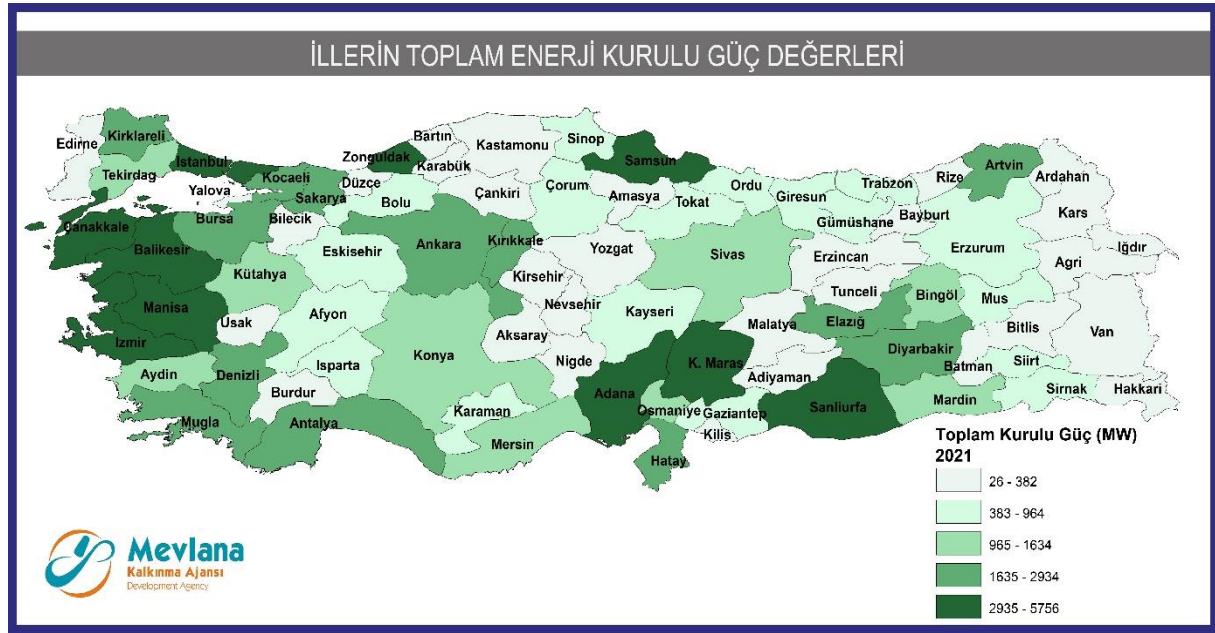 İLLERİN TOPLAM ENERJİ KURULU GÜÇ DEĞERLERİ
Edirne
Kirklareli
Tekirdag
Istanbul
Kocaeli
Yalova
Sakarya
Düzce
Zonguldak
Bartın
Karabük
Kastamonu
Sinop
Samsun
Çankiri
Çorum
Amasya
Tokat
Ordu
Giresun
Trabzon
Rize
Artvin
Ardahan
Kars
Gümüshane
Bayburt
Bolu
Bilecik
Bursa
Çanakkale
Balikesir
Kütahya
Eskisehir
Ankara
Kırıkkale
Kirsehir
Yozgat
Sivas
Erzincan
Erzurum
Agri
Iğdır
Tunceli
Bingöl
Mus
Manisa
Usak
Afyon
Nevsehir
Aksaray
Kayseri
Malatya
Elazığ
Diyarbakir
Bitlis
Van
Izmir
Aydin
Denizli
Isparta
Burdur
Konya
Nigde
K. Maras
Adiyaman
Batman
Siirt
Sirnak
Hakkari
Mugla
Antalya
Karaman
Mersin
Adana
Osmaniye
Gaziantep
Kilis
Hatay
Sanliurfa
Mardin
Toplam Kurulu Güç (MW)
2021
26 - 382
383 - 964
965 - 1634
1635 - 2934
2935 - 5756
Mevlana
Kalkınma Ajansı
Development Agency